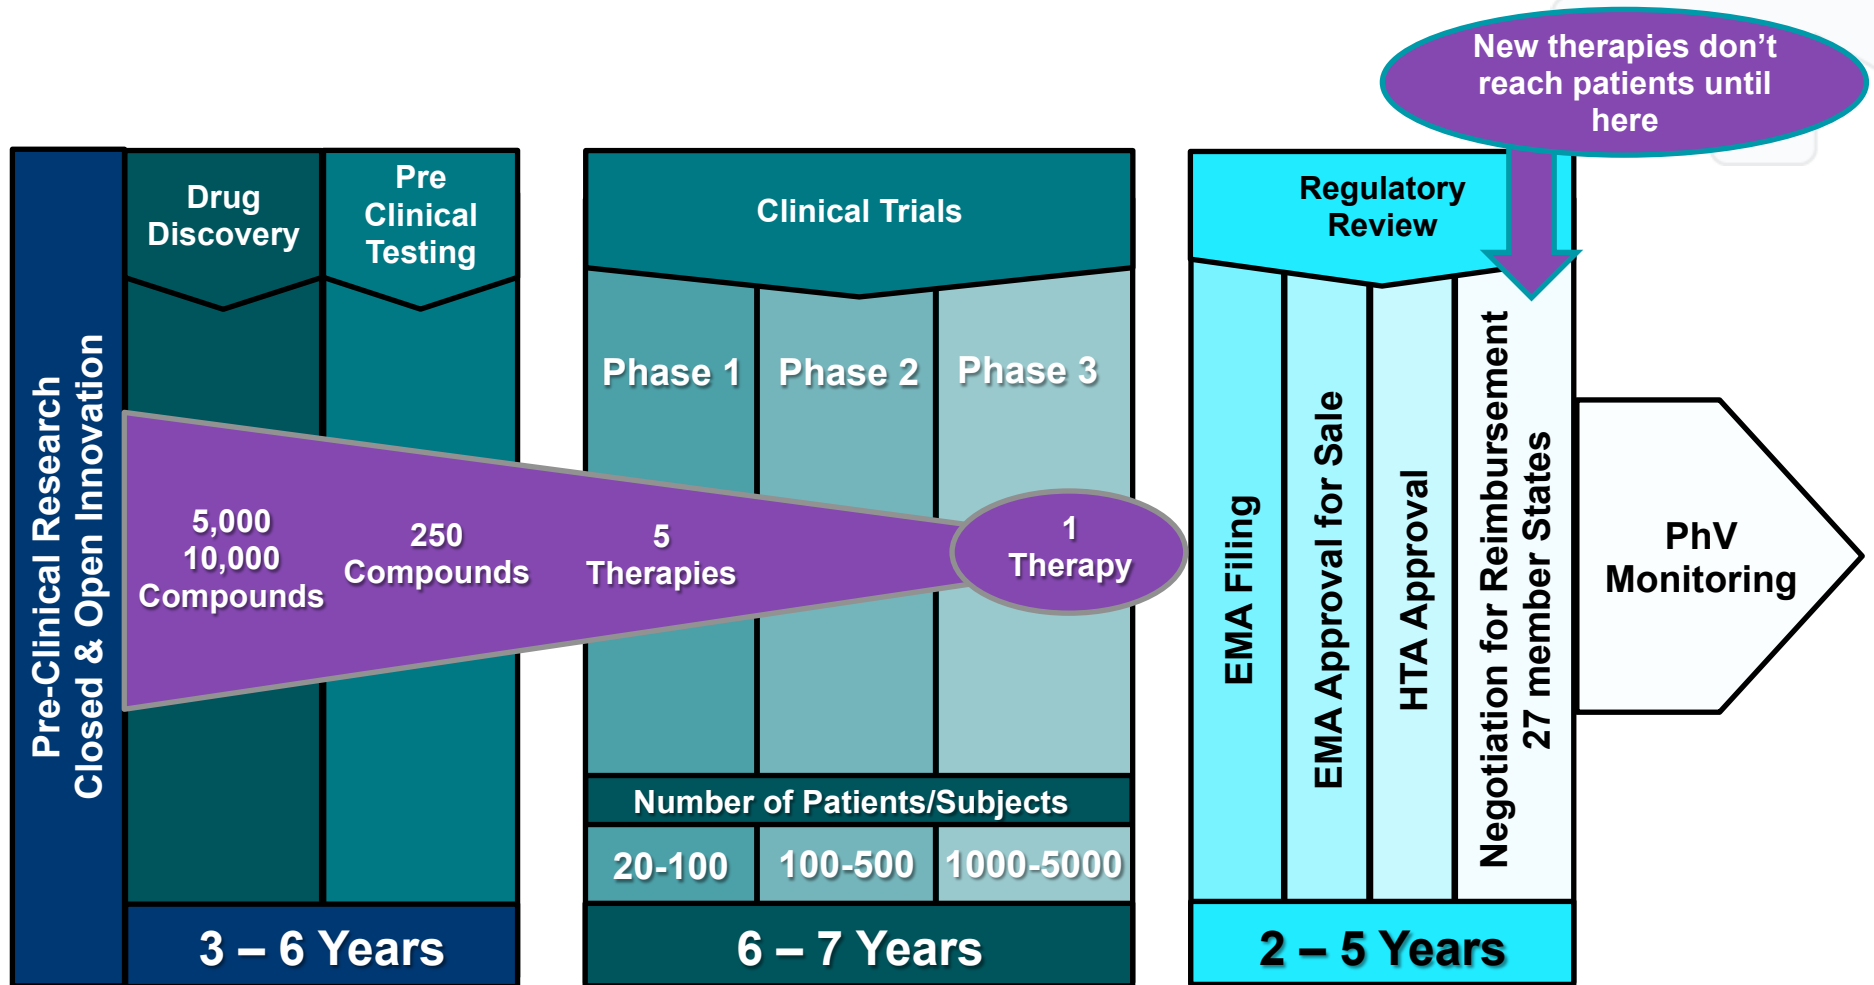 New therapies don't
reach patients until
here
Pre-Clinical Research
Closed & Open Innovation
Drug
Discovery
Pre
Clinical
Testing
5,000
10,000
Compounds
250
Compounds
3 – 6 Years
Clinical Trials
Phase 1
Phase 2
Phase 3
5
Therapies
1
Therapy
Number of Patients/Subjects
20-100
100-500
1000-5000
6 – 7 Years
Regulatory
Review
EMA Filing
EMA Approval for Sale
HTA Approval
Negotiation for Reimbursement
27 member States
2 – 5 Years
PhV
Monitoring